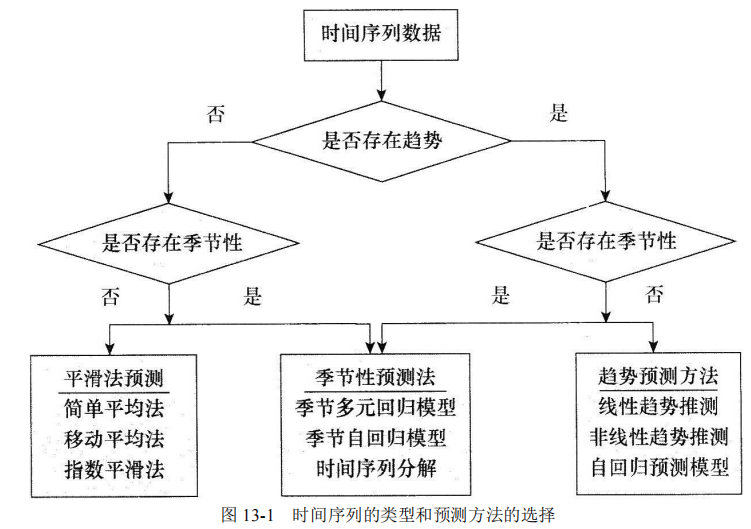 时间序列数据
否
是
是否存在趋势
是否存在季节性
是否存在季节性
否
是
是
否
平滑法预测
简单平均法
移动平均法
指数平滑法
季节性预测法
季节多元回归模型
季节自回归模型
时间序列分解
趋势预测方法
线性趋势推测
非线性趋势推测
自回归预测模型
图 13-1 时间序列的类型和预测方法的选择